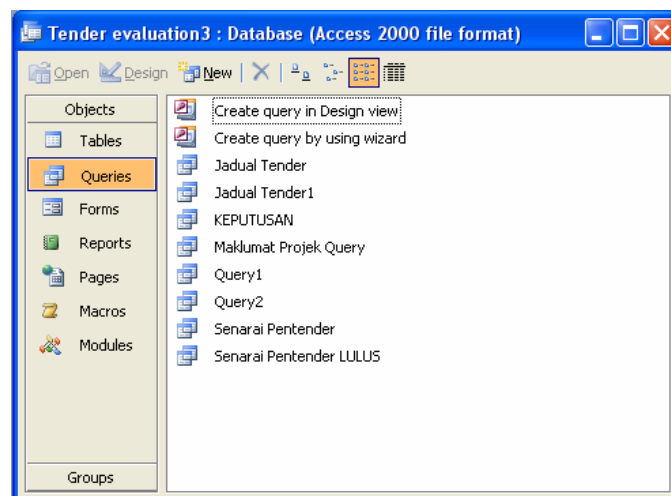 Tender evaluation3 : Database (Access 2000 file format)
Open Design New
Objects
Tables
Queries
Forms
Reports
Pages
Macros
Modules
Groups
Create query in Design view
Create query by using wizard
Jadual Tender
Jadual Tender1
KEPUTUSAN
Maklumat Projek Query
Query1
Query2
Senarai Pentender
Senarai Pentender LULUS